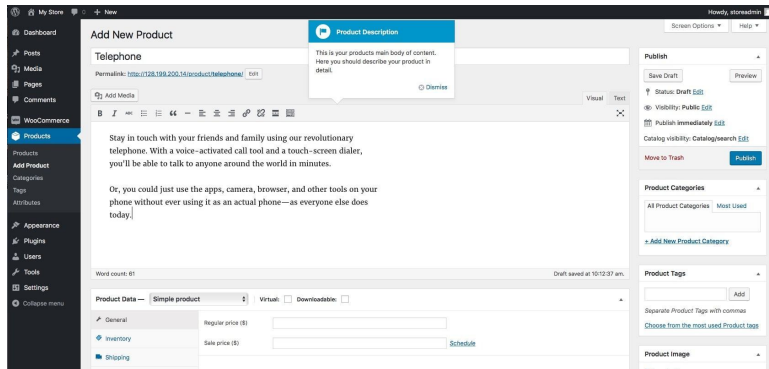 My Store 0 + New Howdy, storeadmin
Dashboard
Posts
Media
Pages
Comments
WooCommerce
Products
Products
Add Product
Categories
Tags
Attributes
Appearance
Plugins
Users
Tools
Settings
Collapse menu
Screen Options Help
Add New Product
Product Description
This is your products main body of content.
Here you should describe your product in
detail.
Dismiss
Telephone
Permalink: http://128.199.200.14/product/telephone/ Edit
Add Media
Visual Text
B I ABC
Stay in touch with your friends and family using our revolutionary
telephone. With a voice-activated call tool and a touch-screen dialer,
you'll be able to talk to anyone around the world in minutes.
Or, you could just use the apps, camera, browser, and other tools on your
phone without ever using it as an actual phone—as everyone else does
today.
Word count: 61 Draft saved at 10:12:37 am.
Product Data — Simple product Virtual: Downloadable:
General
Inventory
Shipping
Regular price ($)
Sale price ($) Schedule
Publish
Save Draft Preview
Status: Draft Edit
Visibility: Public Edit
Publish immediately Edit
Catalog visibility: Catalog/search Edit
Move to Trash Publish
Product Categories
All Product Categories Most Used
+ Add New Product Category
Product Tags
Add
Separate Product Tags with commas
Choose from the most used Product tags
Product Image